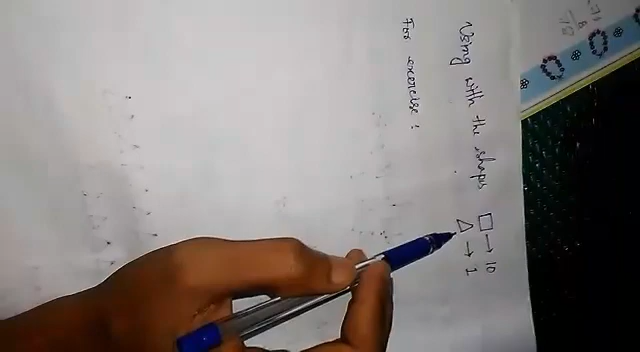 Using with the shapes □ → 10
△ → 1
For exercise :